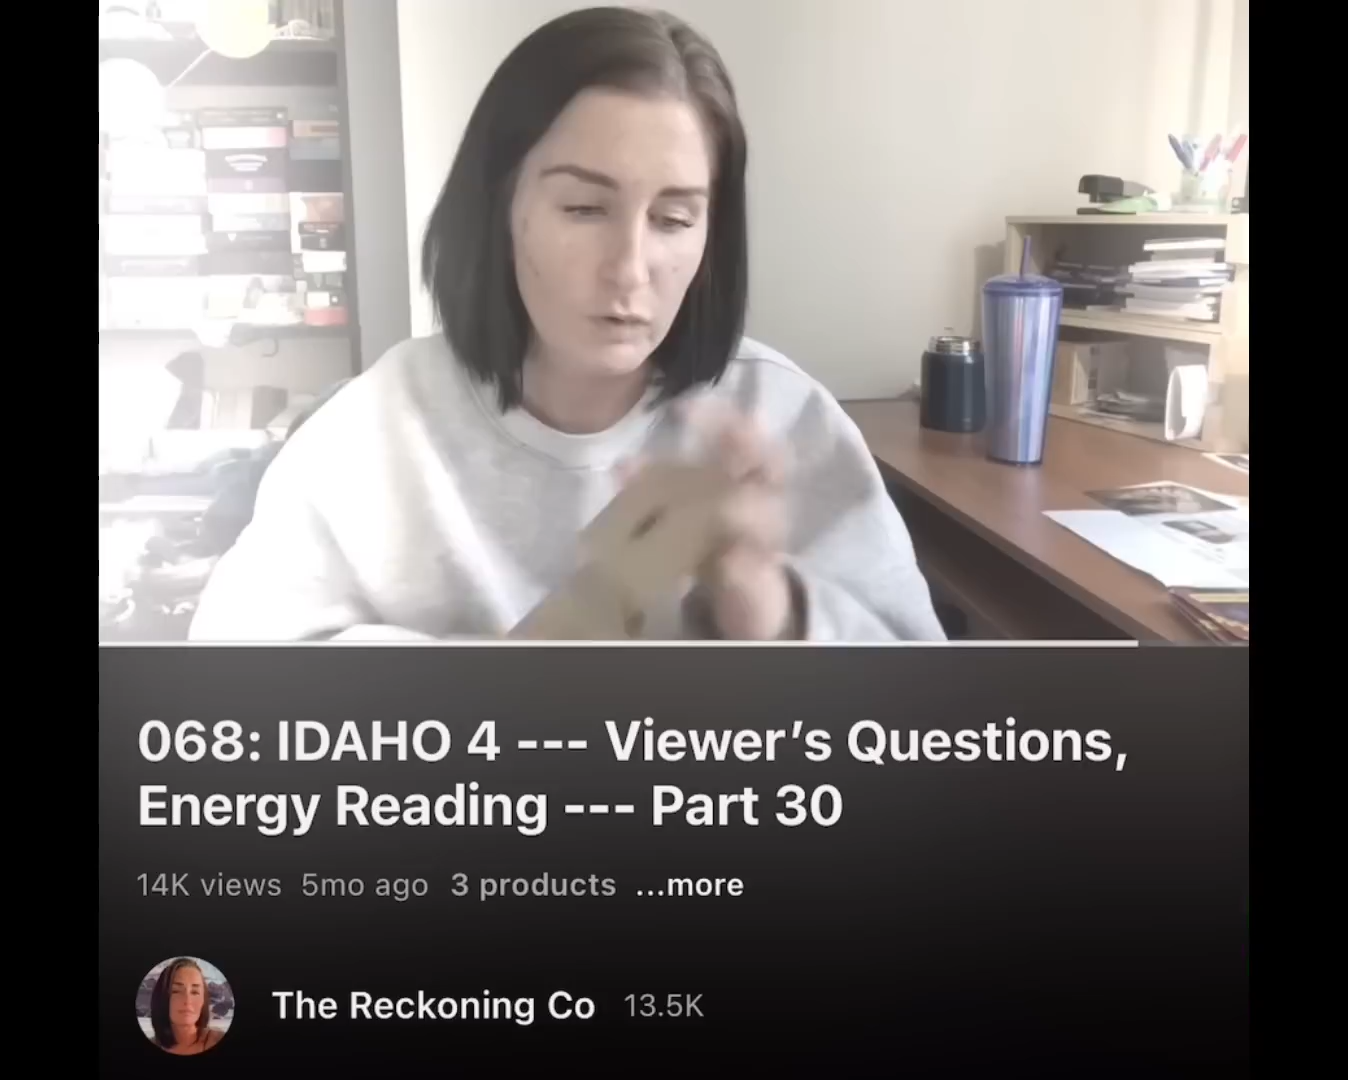 068: IDAHO 4 --- Viewer’s Questions,
Energy Reading --- Part 30
14K views 5mo ago 3 products ...more
The Reckoning Co 13.5K